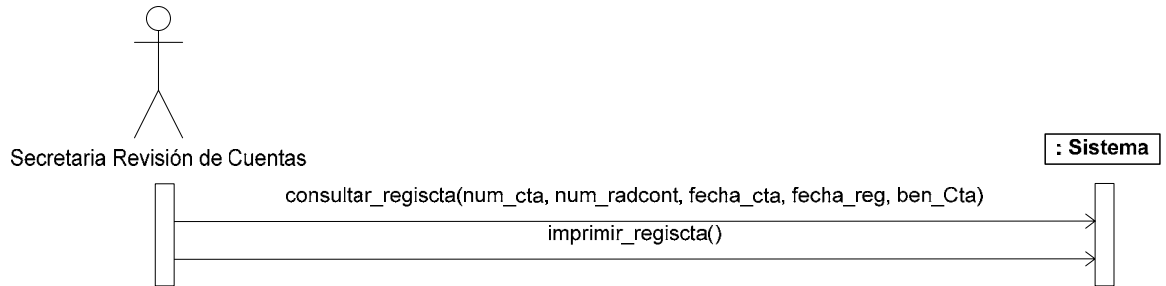 Secretaria Revisión de Cuentas
: Sistema
consultar_regiscta(num_cta, num_radcont, fecha_cta, fecha_reg, ben_Cta)
imprimir_regiscta()